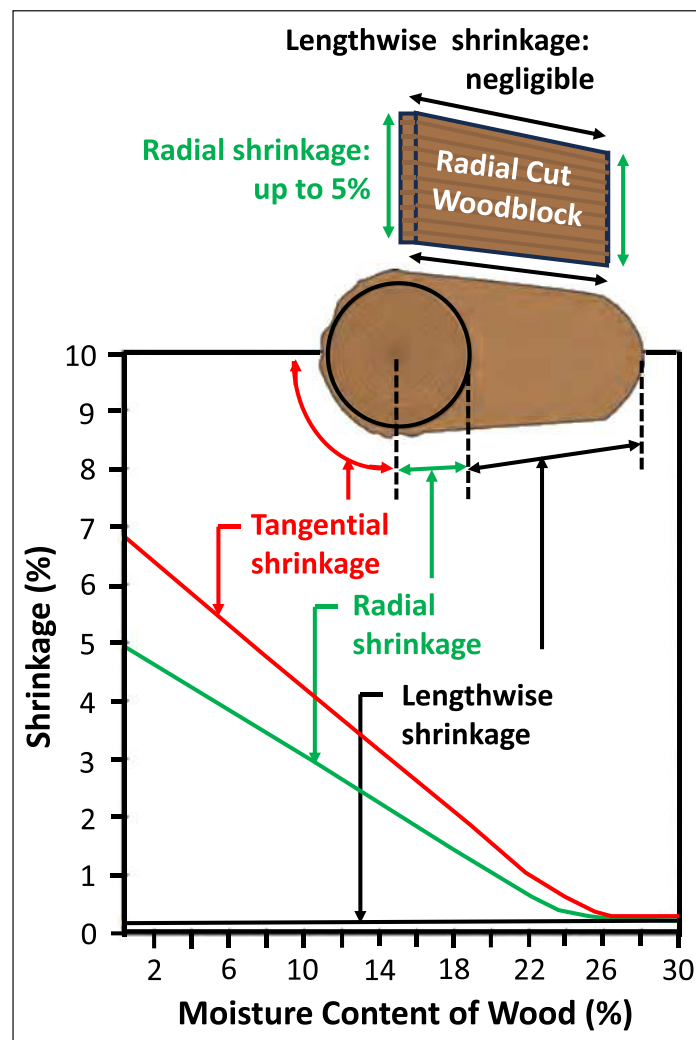 Lengthwise shrinkage:
negligible
Radial shrinkage:
up to 5%
Radial Cut
Woodblock
10
9
8
7
6
5
4
3
2
1
0
Shrinkage (%)
Tangential
shrinkage
Radial
shrinkage
Lengthwise
shrinkage
2 6 10 14 18 22 26 30
Moisture Content of Wood (%)